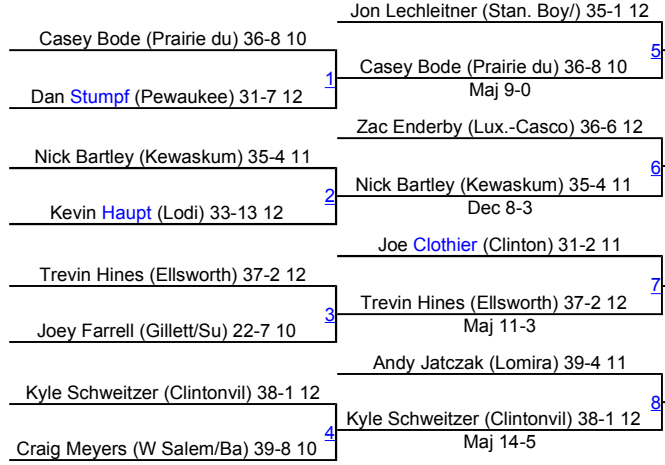 Jon Lechleitner (Stan. Boy/) 35-1 12
Casey Bode (Prairie du) 36-8 10
5
1
Casey Bode (Prairie du) 36-8 10
Maj 9-0
Dan Stumpf (Pewaukee) 31-7 12
Zac Enderby (Lux.-Casco) 36-6 12
Nick Bartley (Kewaskum) 35-4 11
6
2
Nick Bartley (Kewaskum) 35-4 11
Dec 8-3
Kevin Haupt (Lodi) 33-13 12
Joe Clothier (Clinton) 31-2 11
Trevin Hines (Ellsworth) 37-2 12
7
3
Trevin Hines (Ellsworth) 37-2 12
Maj 11-3
Joey Farrell (Gillett/Su) 22-7 10
Andy Jatczak (Lomira) 39-4 11
Kyle Schweitzer (Clintonvil) 38-1 12
8
4
Kyle Schweitzer (Clintonvil) 38-1 12
Maj 14-5
Craig Meyers (W Salem/Ba) 39-8 10